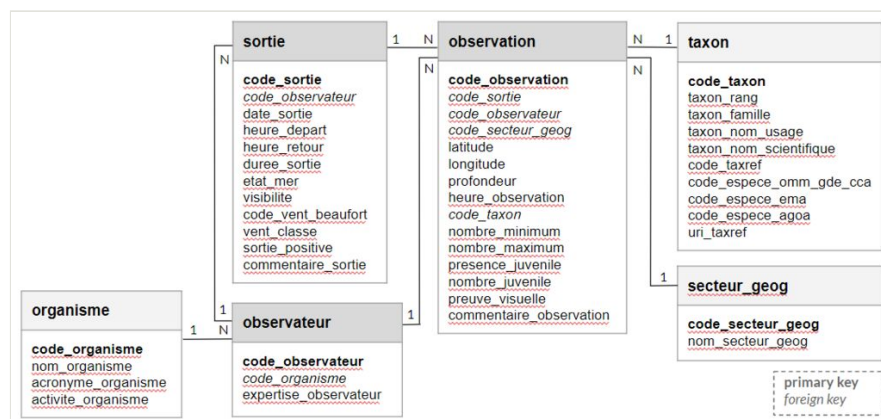 sortie
code_sortie
code_observateur
date_sortie
heure_depart
heure_retour
duree_sortie
etat_mer
visibilite
code_vent_beaufort
vent_classe
sortie_positive
commentaire_sortie
1 N
N
observation
code_observation
code_sortie
code_observateur
code_secteur_geog
latitude
longitude
profondeur
heure_observation
code_taxon
nombre_minimum
nombre_maximum
presence_juvenile
nombre_juvenile
preuve_visuelle
commentaire_observation
N 1
N N
taxon
code_taxon
taxon_rang
taxon_famille
taxon_nom_usage
taxon_nom_scientifique
code_taxref
code_espece_omm_gde_cca
code_espece_ema
code_espece_agoa
uri_taxref
1
secteur_geog
code_secteur_geog
nom_secteur_geog
organisme
code_organisme
nom_organisme
acronyme_organisme
activite_organisme
1 N
1
observateur
code_observateur
code_organisme
expertise_observateur
1
primary key
foreign key